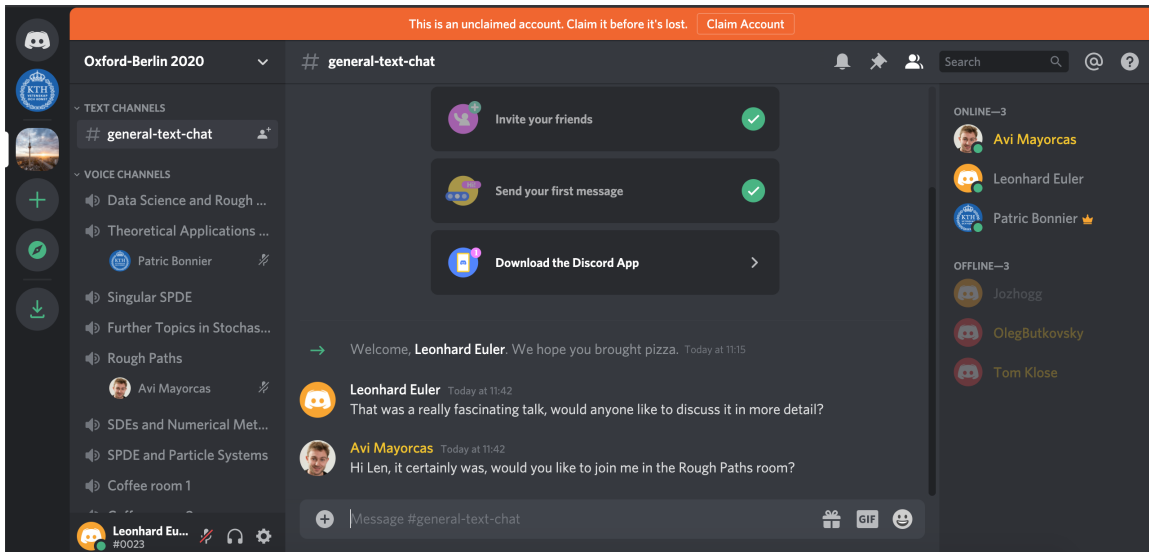 This is an unclaimed account. Claim it before it's lost. Claim Account
Oxford-Berlin 2020
TEXT CHANNELS
# general-text-chat
VOICE CHANNELS
Data Science and Rough ...
Theoretical Applications ...
Patric Bonnier
Singular SPDE
Further Topics in Stochas...
Rough Paths
Avi Mayorcas
SDEs and Numerical Met...
SPDE and Particle Systems
Coffee room 1
Leonhard Eu...
#0023
# general-text-chat
Search
Invite your friends
Send your first message
Download the Discord App
Welcome, Leonhard Euler. We hope you brought pizza. Today at 11:15
Leonhard Euler Today at 11:42
That was a really fascinating talk, would anyone like to discuss it in more detail?
Avi Mayorcas Today at 11:42
Hi Len, it certainly was, would you like to join me in the Rough Paths room?
Message #general-text-chat
GIF
ONLINE—3
Avi Mayorcas
Leonhard Euler
Patric Bonnier
OFFLINE—3
Jozhogg
OlegButkovsky
Tom Klose
KTH